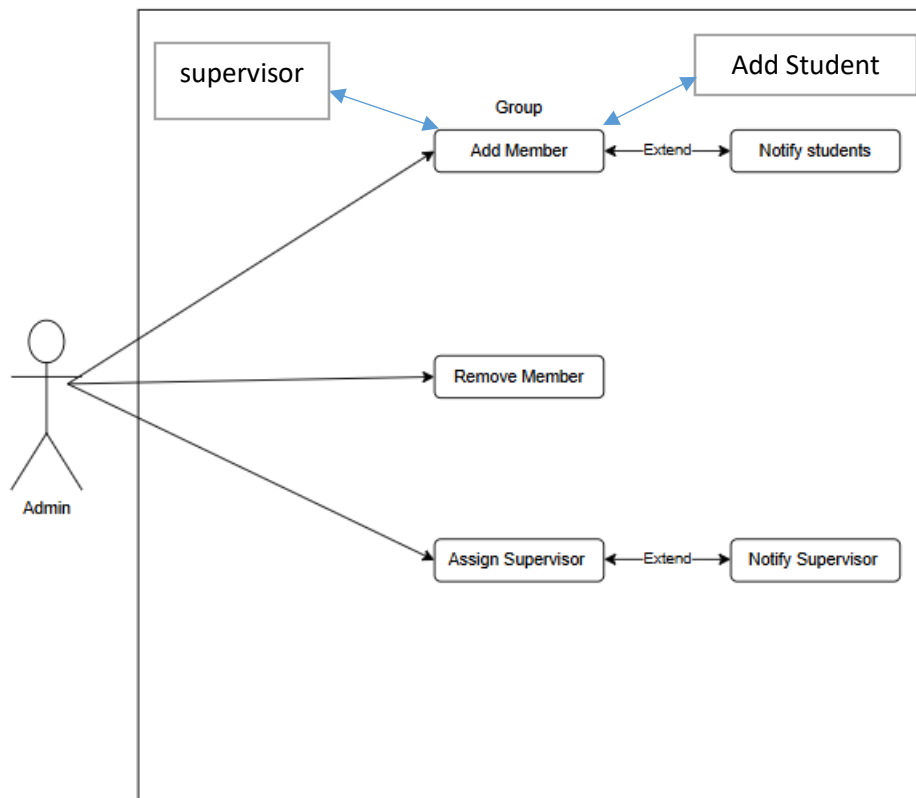 supervisor
Add Student
Group
Add Member
Extend
Notify students
Remove Member
Admin
Assign Supervisor
Extend
Notify Supervisor